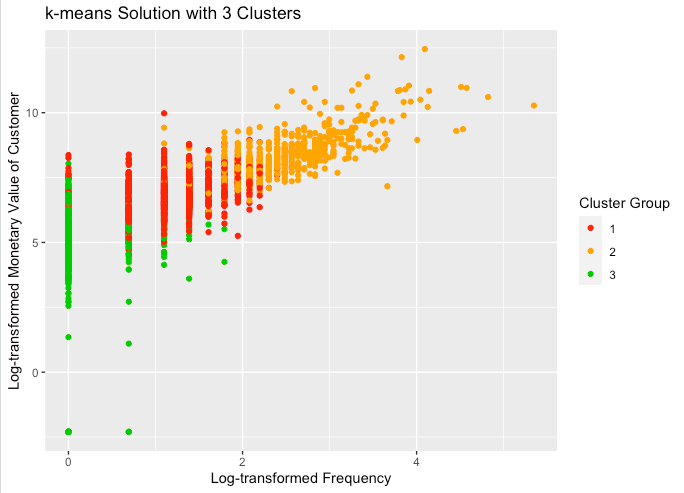 k-means Solution with 3 Clusters
Log-transformed Monetary Value of Customer
10
5
0
0 2 4
Log-transformed Frequency
Cluster Group
1
2
3